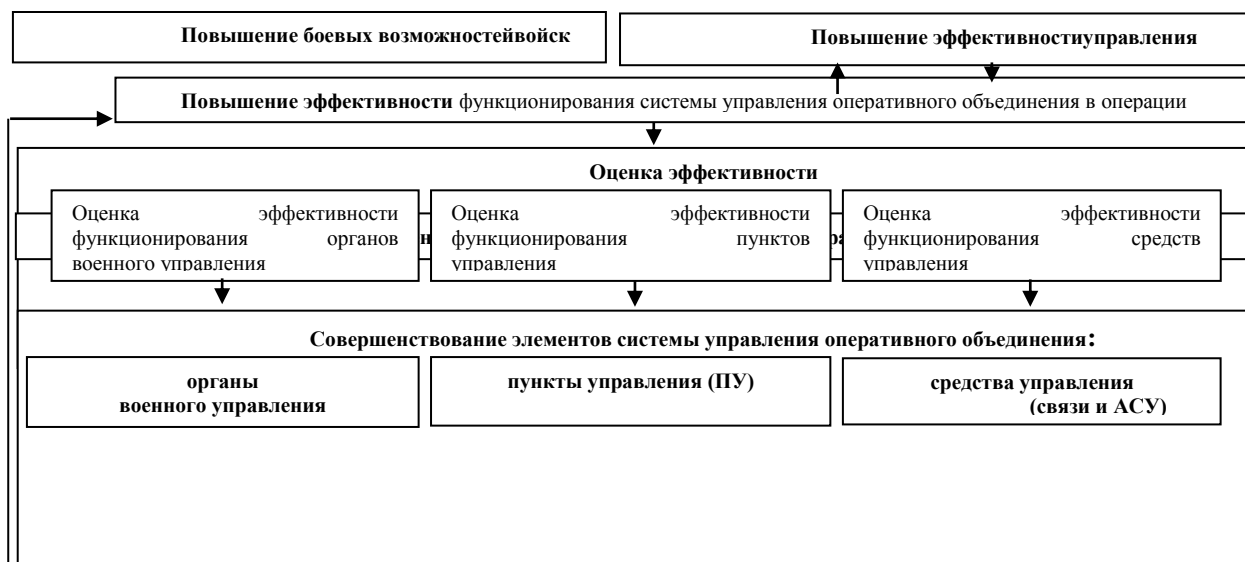 Повышение боевых возможностейвойск
Повышение эффективностиуправления
Повышение эффективности функционирования системы управления оперативного объединения в операции
Оценка эффективности
Оценка эффективности
функционирования органов
военного управления
Оценка эффективности
функционирования пунктов
управления
Оценка эффективности
функционирования средств
управления
Совершенствование элементов системы управления оперативного объединения:
органы
военного управления
пункты управления (ПУ)
средства управления
(связи и АСУ)